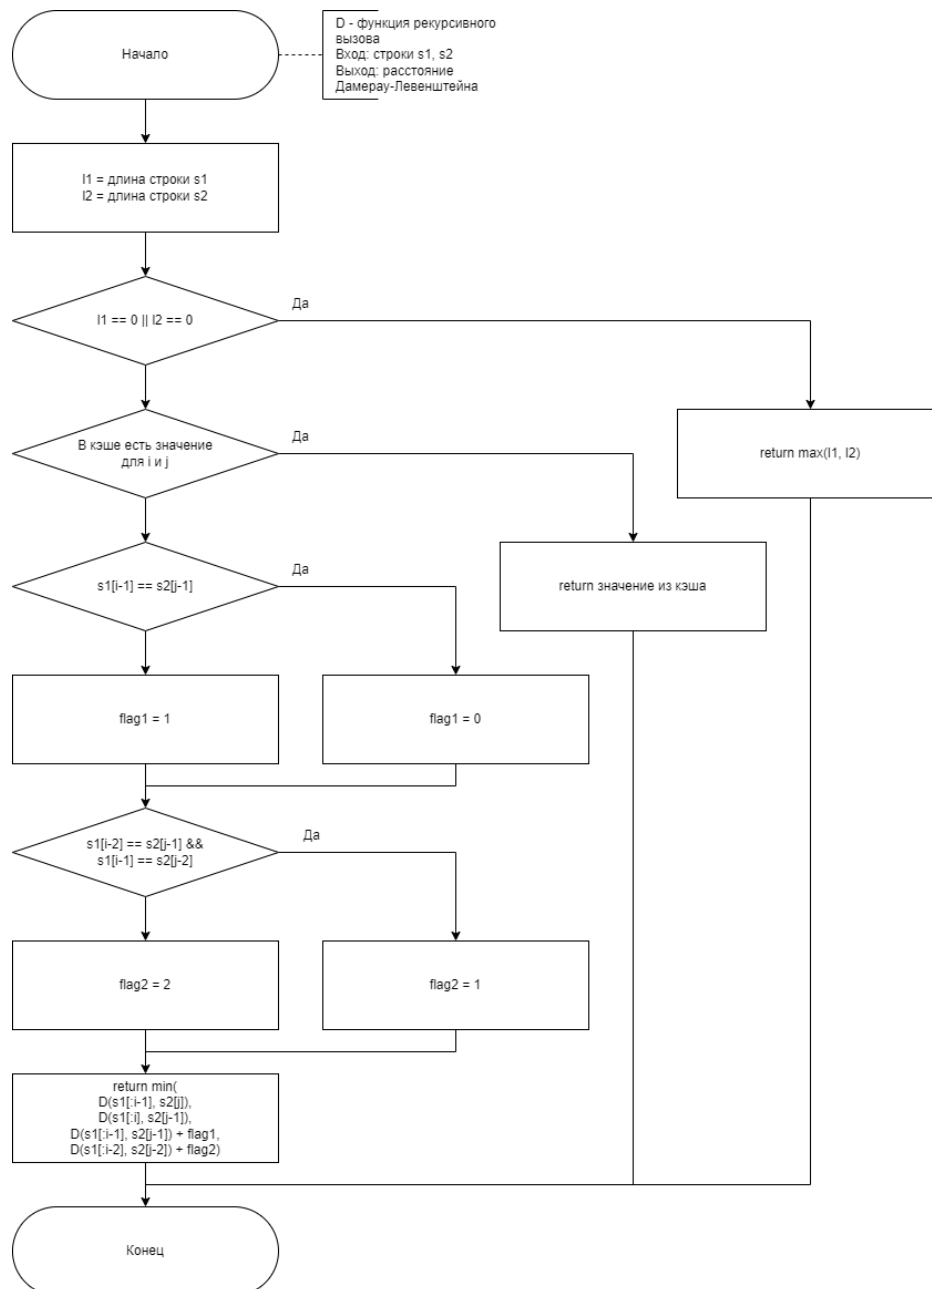 Начало
D - функция рекурсивного
вызова
Вход: строки s1, s2
Выход: расстояние
Дамерау-Левенштейна
l1 = длина строки s1
l2 = длина строки s2
l1 == 0 || l2 == 0
Да
В кэше есть значение
для i и j
Да
return max(l1, l2)
s1[i-1] == s2[j-1]
Да
return значение из кэша
flag1 = 1
flag1 = 0
s1[i-2] == s2[j-1] &&
s1[i-1] == s2[j-2]
Да
flag2 = 2
flag2 = 1
return min(
D(s1[:i-1], s2[j]),
D(s1[:i], s2[j-1]),
D(s1[:i-1], s2[j-1]) + flag1,
D(s1[:i-2], s2[j-2]) + flag2)
Конец